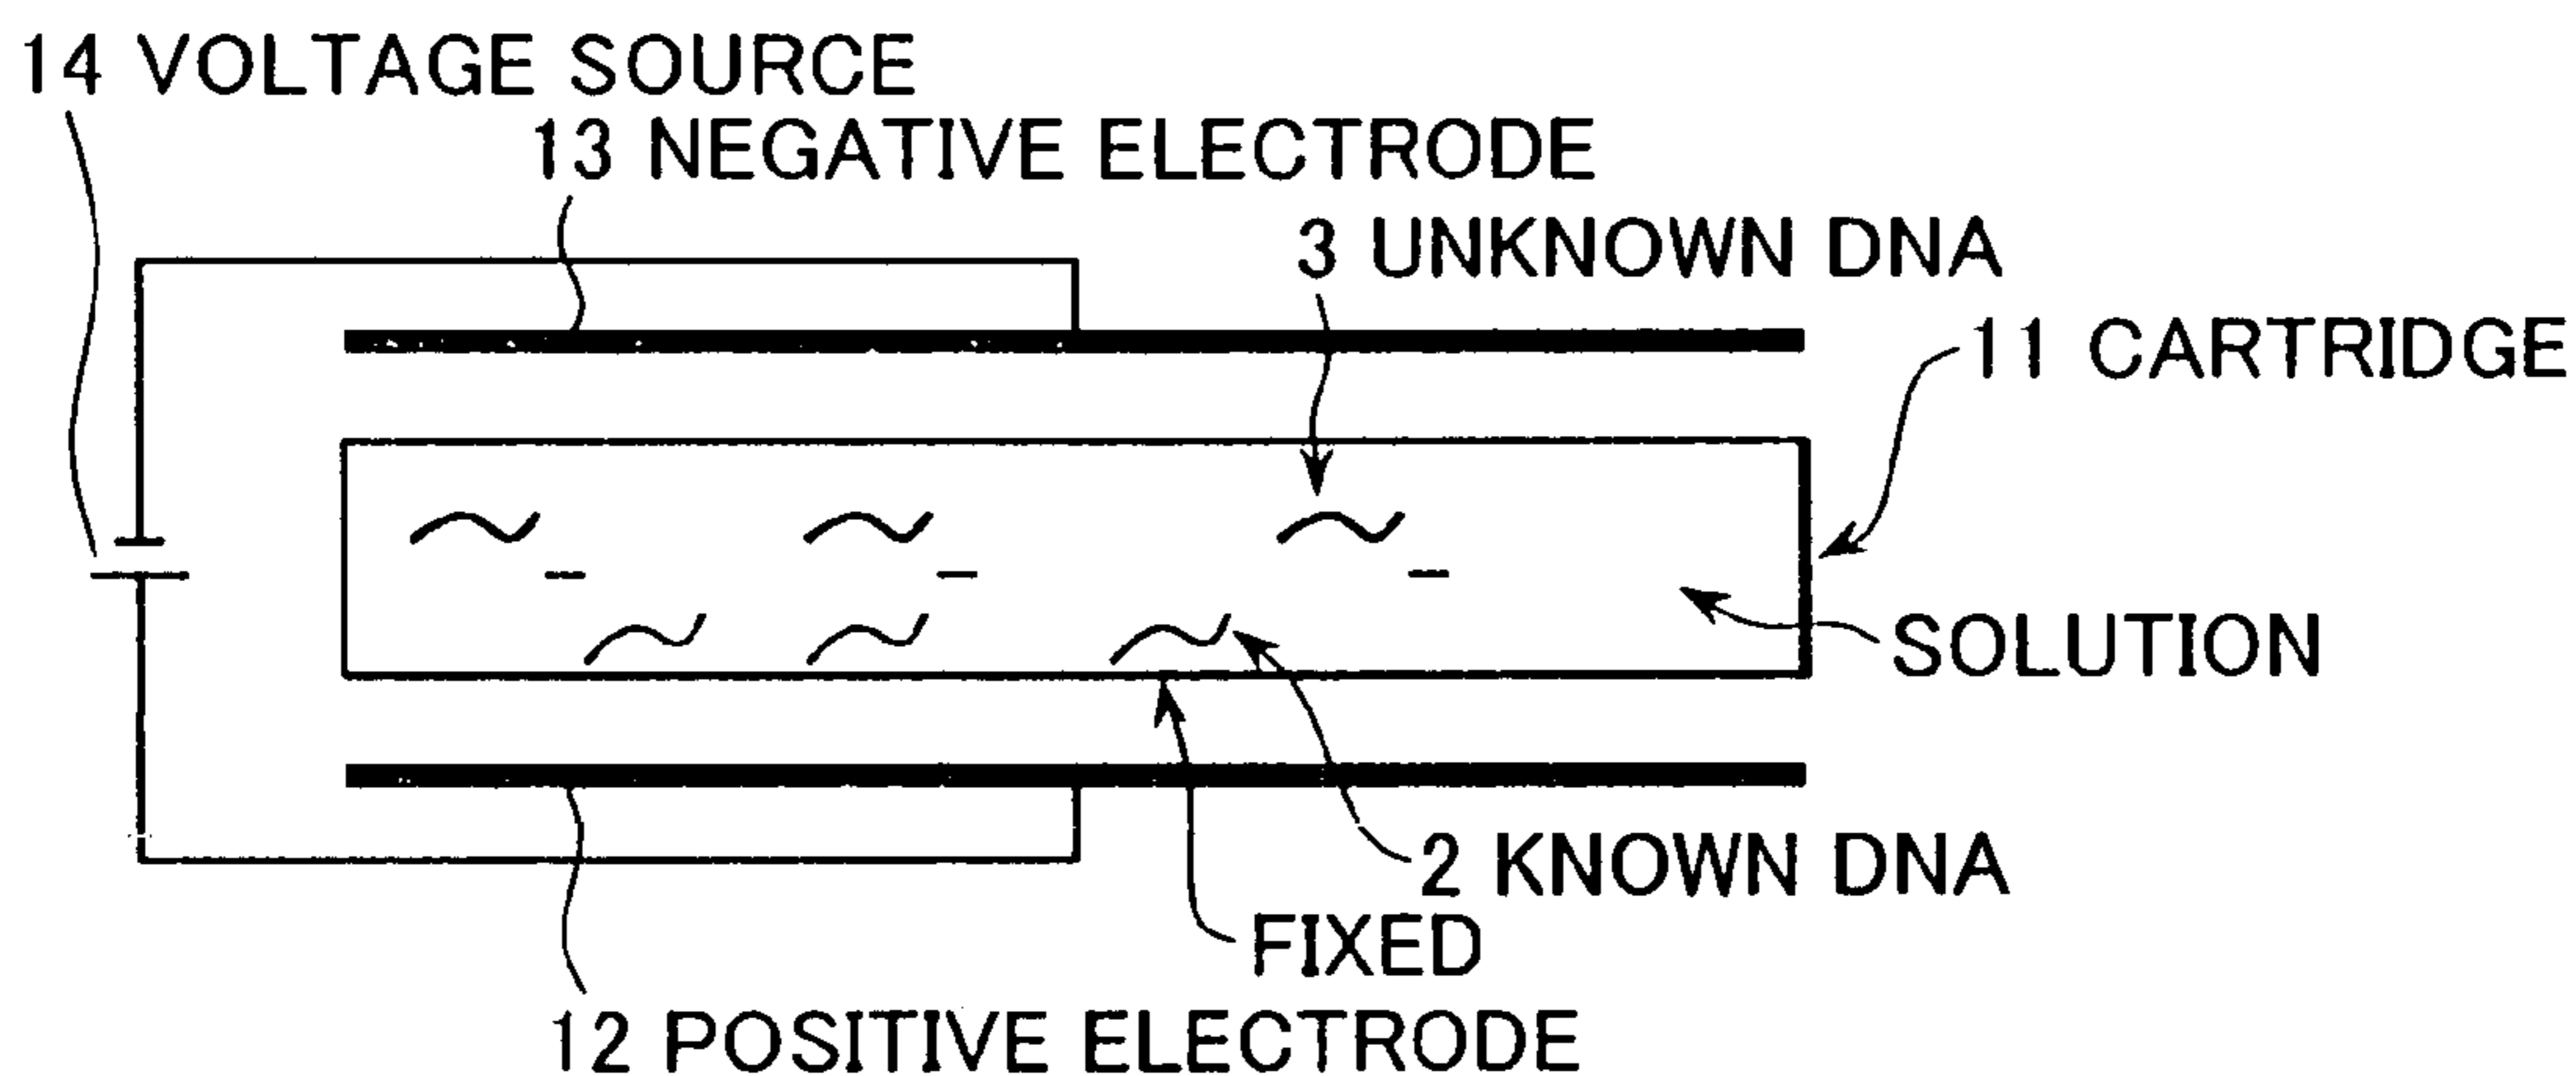 14 VOLTAGE SOURCE
13 NEGATIVE ELECTRODE
3 UNKNOWN DNA
11 CARTRIDGE
SOLUTION
2 KNOWN DNA
FIXED
12 POSITIVE ELECTRODE